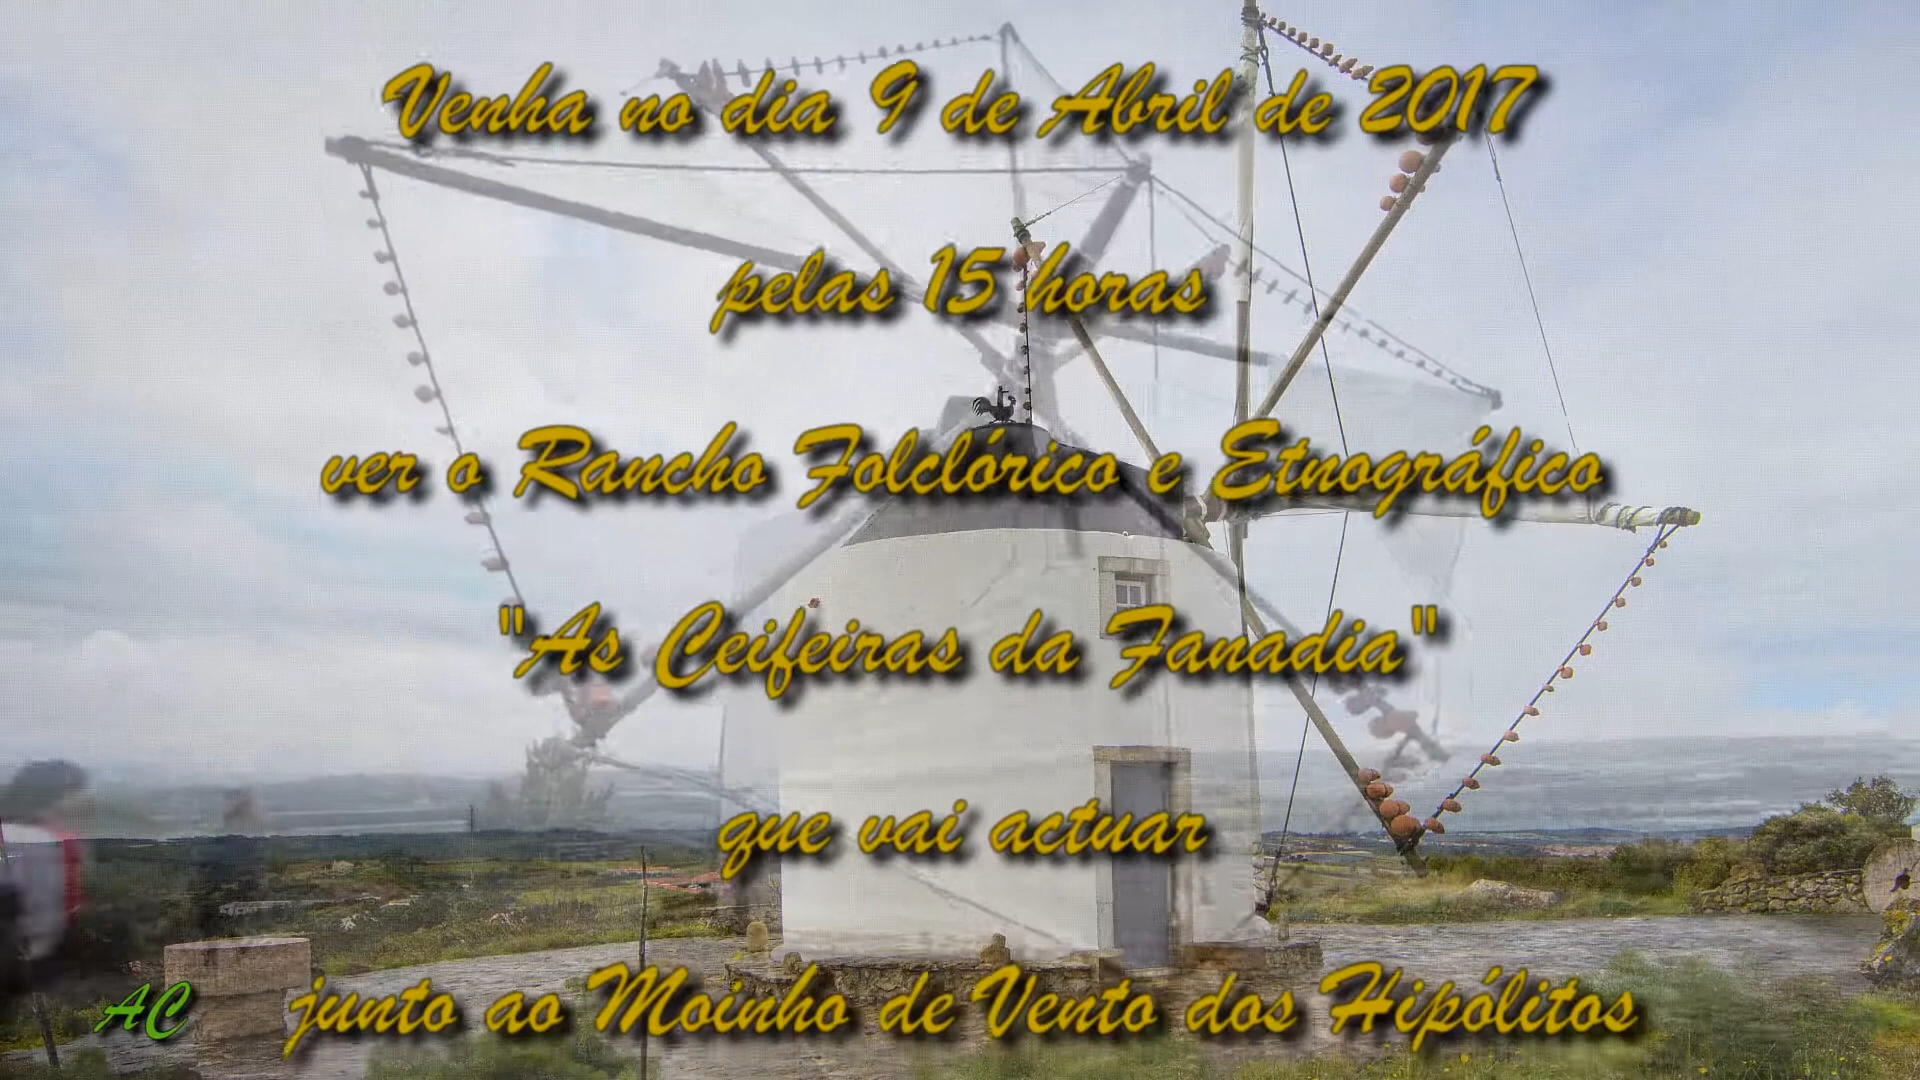 Venha no dia 9 de Abril de 2017
pelas 15 horas
ver o Rancho Folclórico e Etnográfico
"As Ceifeiras da Fanadia"
que vai actuar
junto ao Moinho de Vento dos Hipólitos
AC